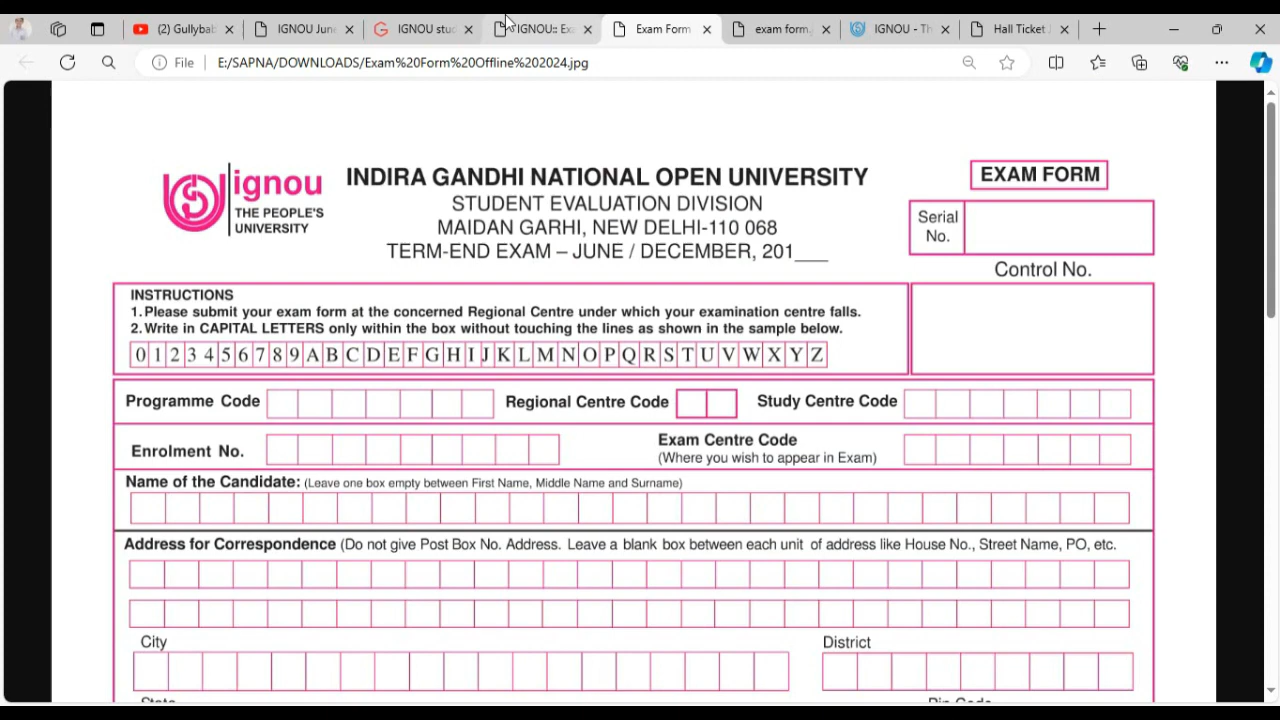 (2) Gullybab
IGNOU June
IGNOU stud
IGNOU:: Exa
Exam Form
exam form.j
IGNOU - Th
Hall Ticket J
File
E:/SAPNA/DOWNLOADS/Exam%20Form%20Offline%202024.jpg
ignou
THE PEOPLE'S
UNIVERSITY
INDIRA GANDHI NATIONAL OPEN UNIVERSITY
STUDENT EVALUATION DIVISION
MAIDAN GARHI, NEW DELHI-110 068
TERM-END EXAM – JUNE / DECEMBER, 201___
EXAM FORM
Serial
No.
Control No.
INSTRUCTIONS
1. Please submit your exam form at the concerned Regional Centre under which your examination centre falls.
2. Write in CAPITAL LETTERS only within the box without touching the lines as shown in the sample below.
0 1 2 3 4 5 6 7 8 9 A B C D E F G H I J K L M N O P Q R S T U V W X Y Z
Programme Code Regional Centre Code Study Centre Code
Enrolment No. Exam Centre Code
(Where you wish to appear in Exam)
Name of the Candidate: (Leave one box empty between First Name, Middle Name and Surname)
Address for Correspondence (Do not give Post Box No. Address. Leave a blank box between each unit of address like House No., Street Name, PO, etc.
City District
State Pin Code